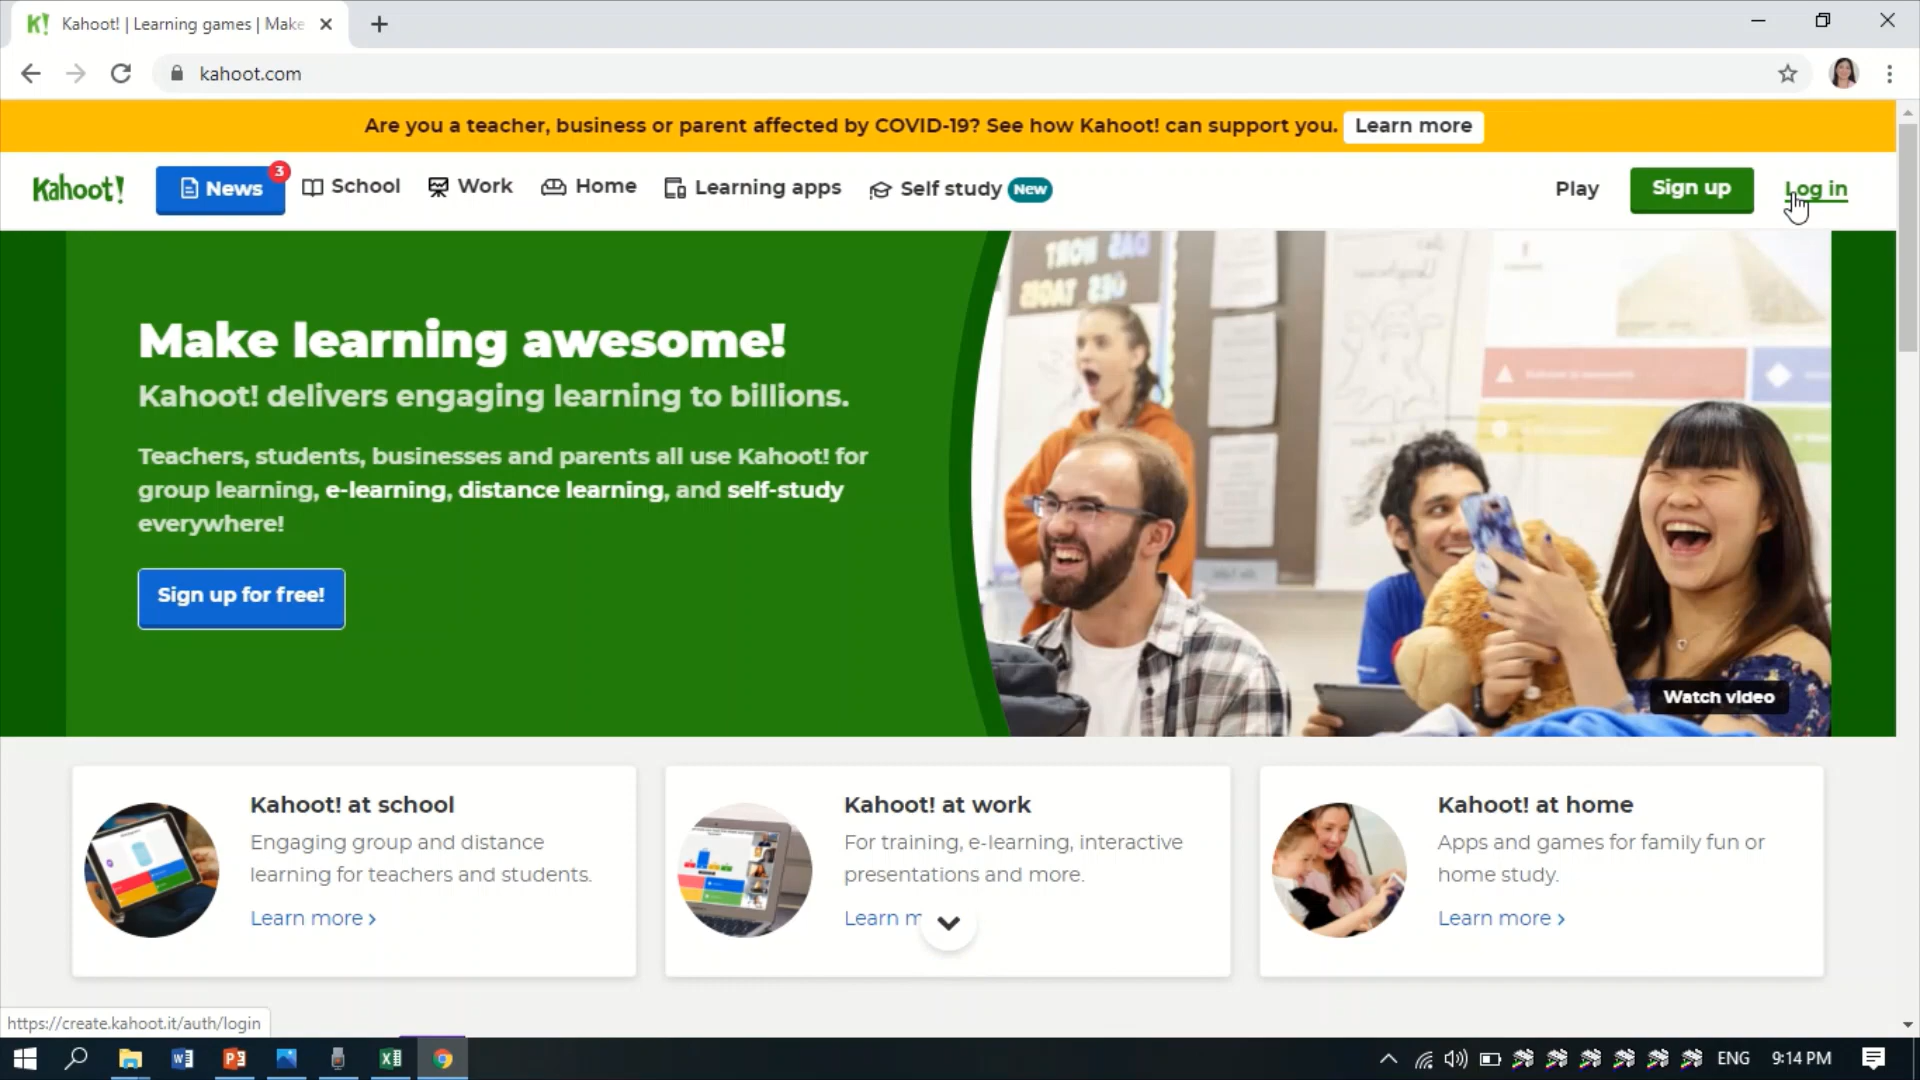 Kahoot! | Learning games | Make
kahoot.com
Are you a teacher, business or parent affected by COVID-19? See how Kahoot! can support you. Learn more
Kahoot! News 3 School Work Home Learning apps Self study New Play Sign up Log in
Make learning awesome!
Kahoot! delivers engaging learning to billions.
Teachers, students, businesses and parents all use Kahoot! for
group learning, e-learning, distance learning, and self-study
everywhere!
Sign up for free!
Watch video
Kahoot! at school
Engaging group and distance
learning for teachers and students.
Learn more ›
Kahoot! at work
For training, e-learning, interactive
presentations and more.
Learn m
Kahoot! at home
Apps and games for family fun or
home study.
Learn more ›
https://create.kahoot.it/auth/login
ENG 9:14 PM